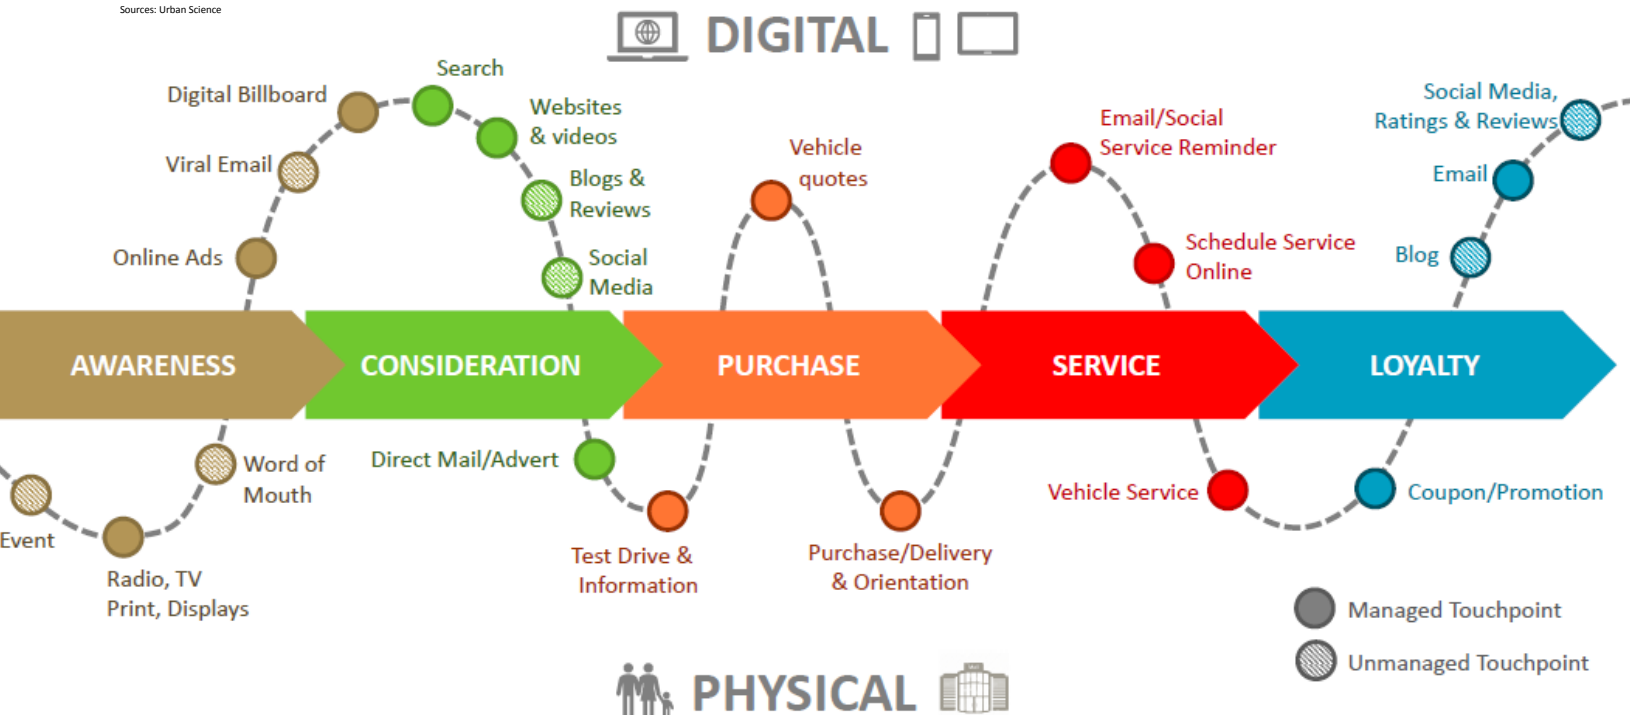 Sources: Urban Science
DIGITAL
Search
Digital Billboard
Websites
& videos
Viral Email
Blogs &
Reviews
Online Ads
Social
Media
Vehicle
quotes
Email/Social
Service Reminder
Schedule Service
Online
Social Media,
Ratings & Reviews
Email
Blog
AWARENESS
CONSIDERATION
PURCHASE
SERVICE
LOYALTY
Word of
Mouth
Event
Radio, TV
Print, Displays
Direct Mail/Advert
Test Drive &
Information
Purchase/Delivery
& Orientation
Vehicle Service
Coupon/Promotion
Managed Touchpoint
Unmanaged Touchpoint
PHYSICAL